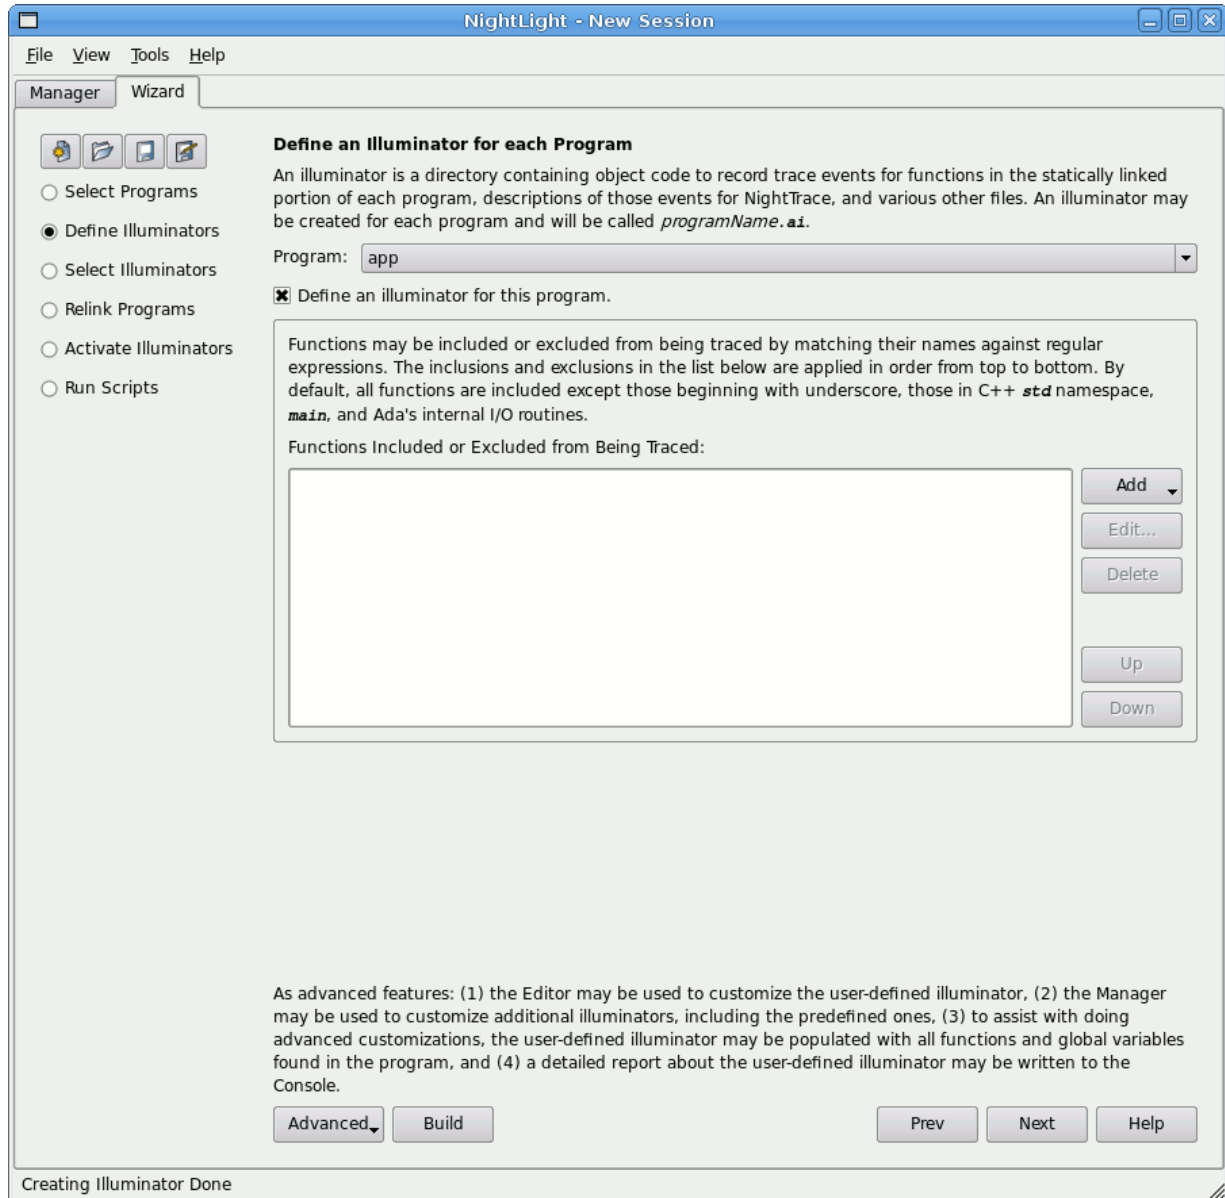 NightLight - New Session
File View Tools Help
Manager Wizard
Select Programs
Define Illuminators
Select Illuminators
Relink Programs
Activate Illuminators
Run Scripts
Define an Illuminator for each Program
An illuminator is a directory containing object code to record trace events for functions in the statically linked
portion of each program, descriptions of those events for NightTrace, and various other files. An illuminator may
be created for each program and will be called programName.ai.
Program: app
Define an illuminator for this program.
Functions may be included or excluded from being traced by matching their names against regular
expressions. The inclusions and exclusions in the list below are applied in order from top to bottom. By
default, all functions are included except those beginning with underscore, those in C++ std namespace,
main, and Ada's internal I/O routines.
Functions Included or Excluded from Being Traced:
Add
Edit...
Delete
Up
Down
As advanced features: (1) the Editor may be used to customize the user-defined illuminator, (2) the Manager
may be used to customize additional illuminators, including the predefined ones, (3) to assist with doing
advanced customizations, the user-defined illuminator may be populated with all functions and global variables
found in the program, and (4) a detailed report about the user-defined illuminator may be written to the
Console.
Advanced Build Prev Next Help
Creating Illuminator Done